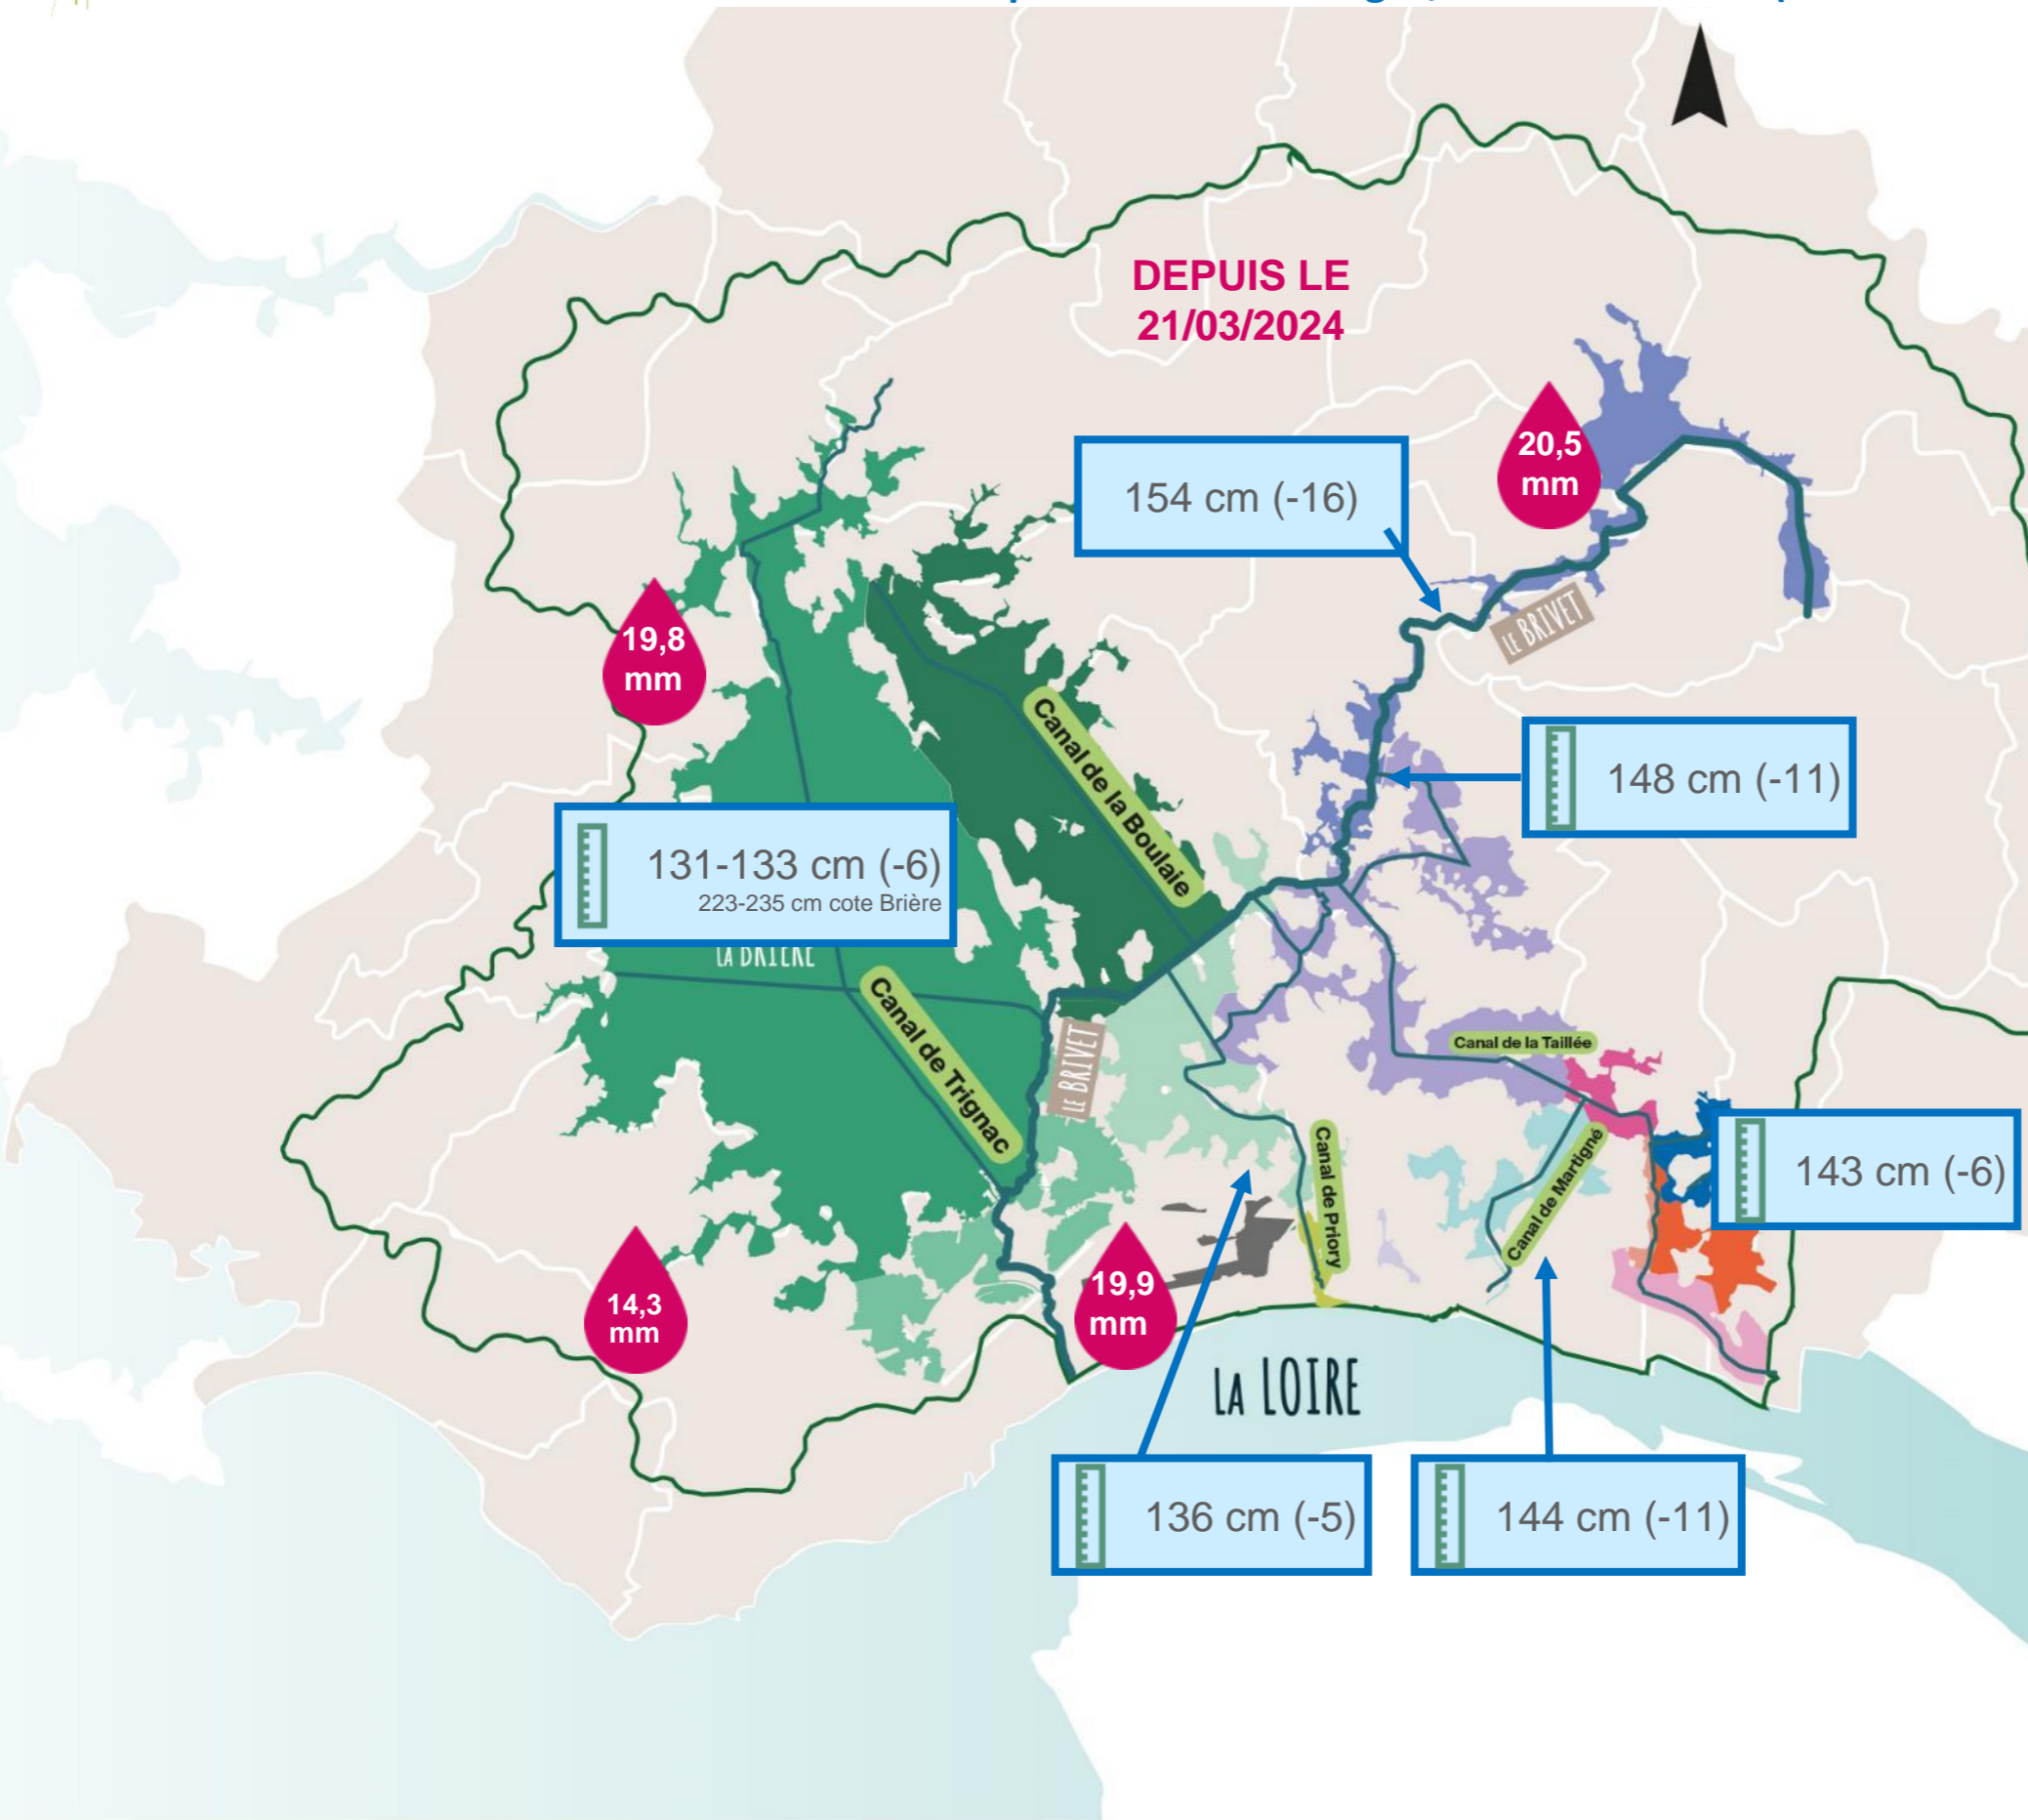 DEPUIS LE
21/03/2024
20,5
mm
154 cm (-16)
LE BRIVET
19,8
mm
Canal de la Boulaie
148 cm (-11)
131-133 cm (-6)
223-235 cm cote Brière
LA BRIÈRE
Canal de Trignac
LE BRIVET
Canal de la Taillée
Canal de Priory
Canal de Martigné
143 cm (-6)
14,3
mm
19,9
mm
LA LOIRE
136 cm (-5)
144 cm (-11)